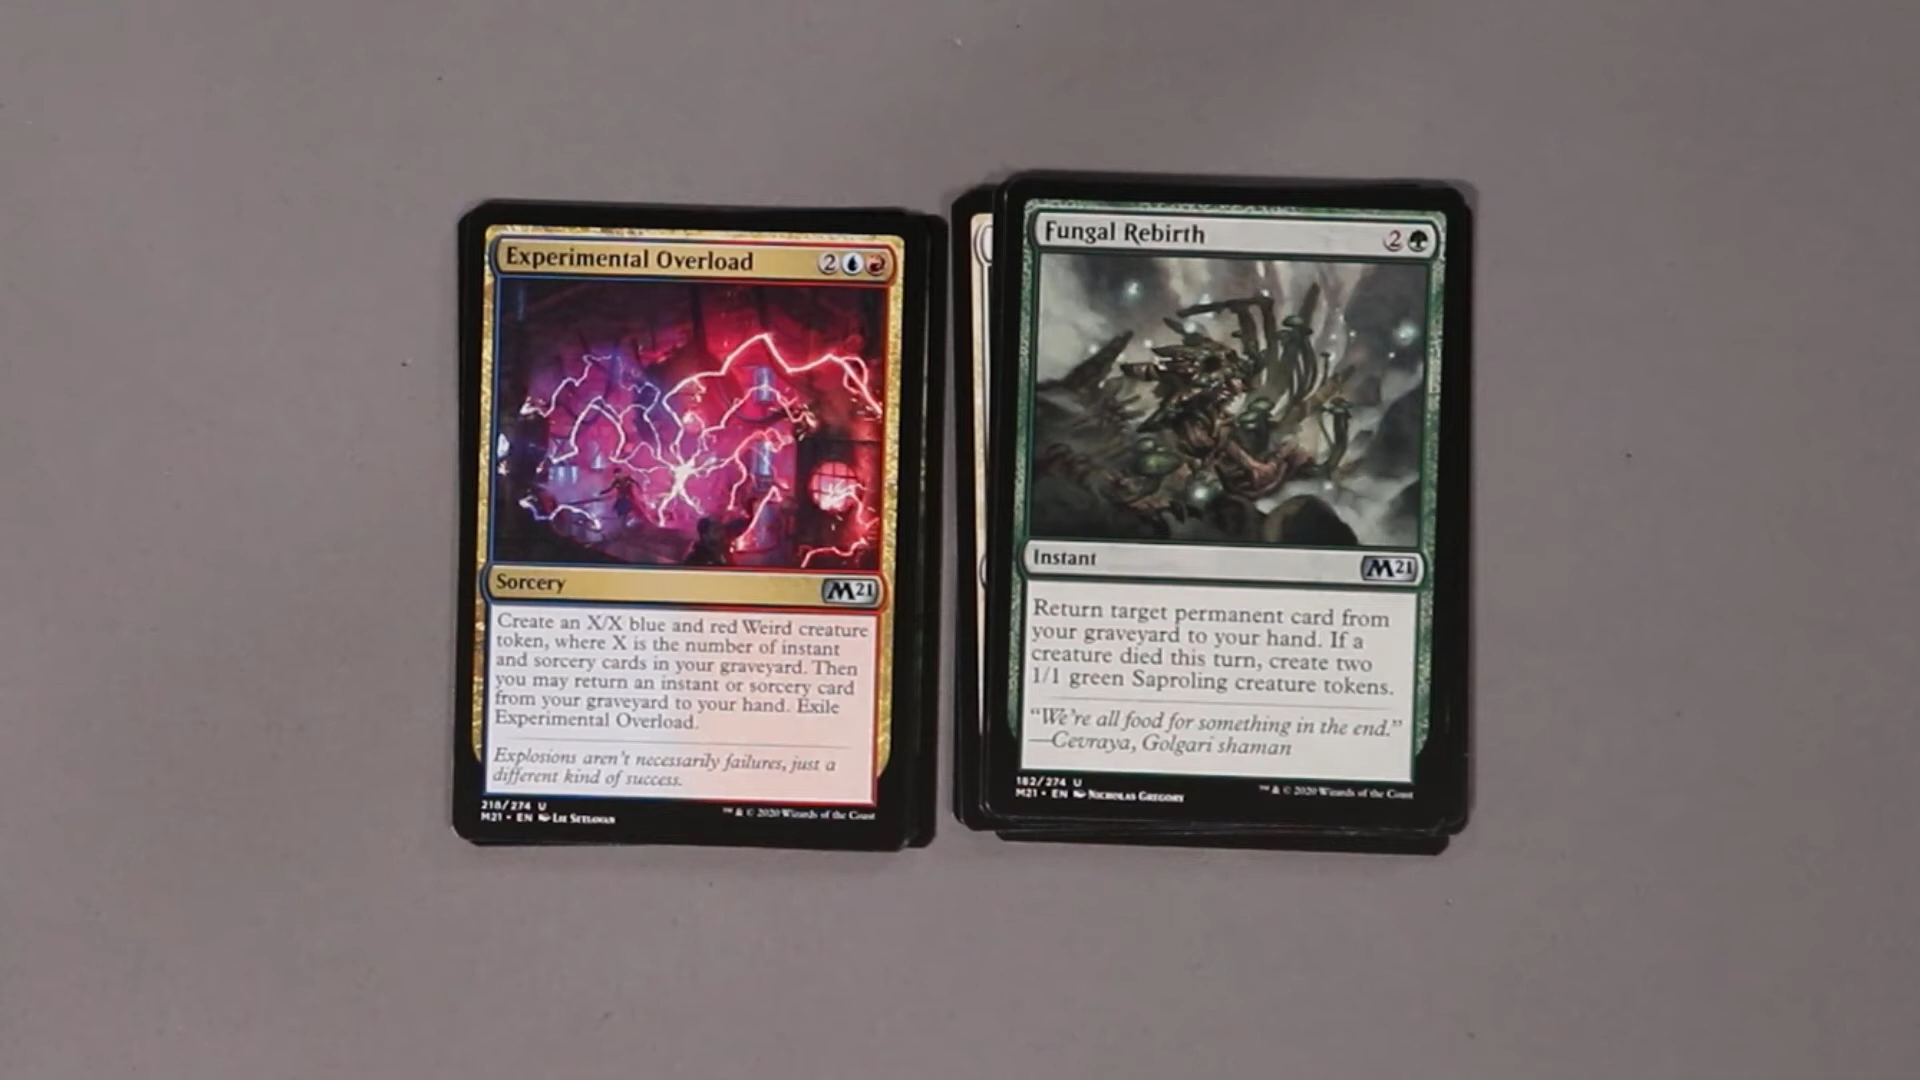 Experimental Overload
2
Sorcery
M21
Create an X/X blue and red Weird creature
token, where X is the number of instant
and sorcery cards in your graveyard. Then
you may return an instant or sorcery card
from your graveyard to your hand. Exile
Experimental Overload.
Explosions aren't necessarily failures, just a
different kind of success.
218/274 U
M21 • EN Lie Setiawan
™ & © 2020 Wizards of the Coast
Fungal Rebirth
2
Instant
M21
Return target permanent card from
your graveyard to your hand. If a
creature died this turn, create two
1/1 green Saproling creature tokens.
"We're all food for something in the end."
—Cevraya, Golgari shaman
182/274 U
M21 • EN Nicholas Gregory
™ & © 2020 Wizards of the Coast